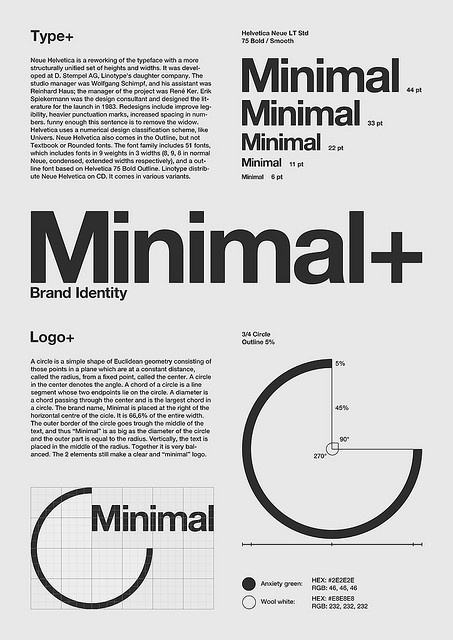 Type+
Neue Helvetica is a reworking of the typeface with a more
structurally unified set of heights and widths. It was devel-
oped at D. Stempel AG, Linotype's daughter company. The
studio manager was Wolfgang Schimpf, and his assistant was
Reinhard Haus; the manager of the project was René Ker. Erik
Spiekermann was the design consultant and designed the lit-
erature for the launch in 1983. Redesigns include improve leg-
ibility, heavier punctuation marks, increased spacing in num-
bers. funny enough this sentence is to remove the widow.
Helvetica uses a numerical design classification scheme, like
Univers. Neue Helvetica also comes in the Outline, but not
Textbook or Rounded fonts. The font family includes 51 fonts,
which includes fonts in 9 weights in 3 widths (8, 9, 8 in normal
Neue, condensed, extended widths respectively), and a out-
line font based on Helvetica 75 Bold Outline. Linotype distrib-
ute Neue Helvetica on CD. It comes in various variants.
Helvetica Neue LT Std
75 Bold / Smooth
Minimal 44 pt
Minimal 33 pt
Minimal 22 pt
Minimal 11 pt
Minimal 6 pt
Minimal+
Brand Identity
Logo+
A circle is a simple shape of Euclidean geometry consisting of
those points in a plane which are at a constant distance,
called the radius, from a fixed point, called the center. A circle
in the center denotes the angle. A chord of a circle is a line
segment whose two endpoints lie on the circle. A diameter is
a chord passing through the center and is the largest chord in
a circle. The brand name, Minimal is placed at the right of the
horizontal centre of the cicle. It is 66,6% of the entire width.
The outer border of the circle goes trough the middle of the
text, and thus "Minimal" is as big as the diameter of the circle
and the outer part is equal to the radius. Vertically, the text is
placed in the middle of the radius. Together it is very bal-
anced. The 2 elements still make a clear and "minimal" logo.
3/4 Circle
Outline 5%
5%
45%
90°
270°
Minimal
Anxiety green: HEX: #2E2E2E
RGB: 46, 46, 46
Wool white: HEX: #E8E8E8
RGB: 232, 232, 232